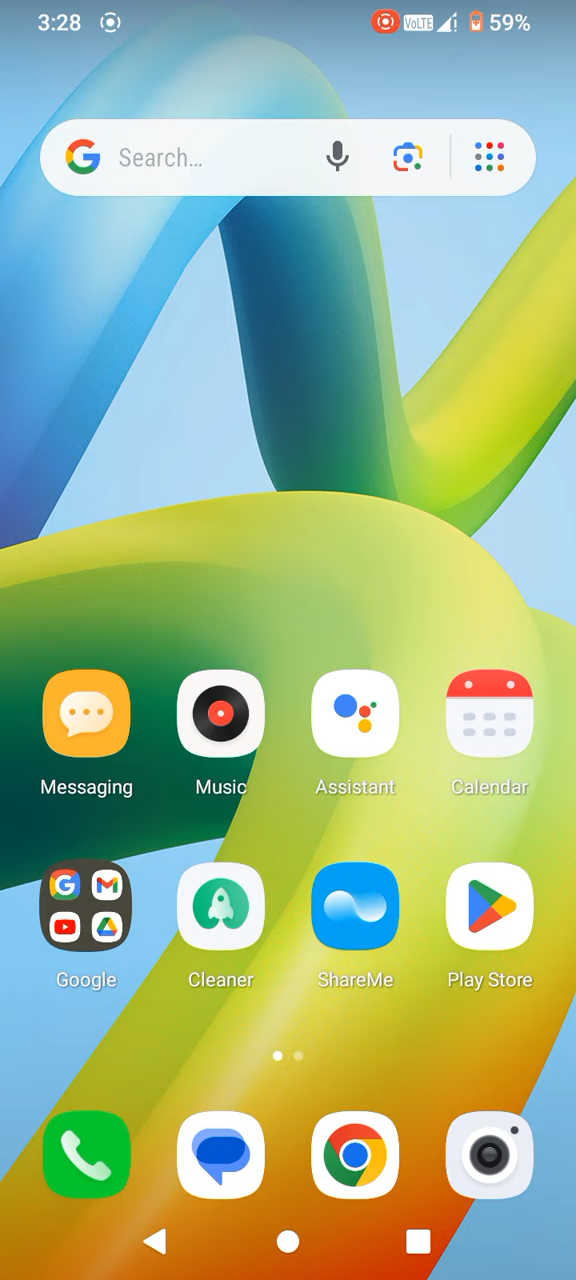 3:28 VoLTE 59%
Search...
Messaging Music Assistant Calendar
Google Cleaner ShareMe Play Store